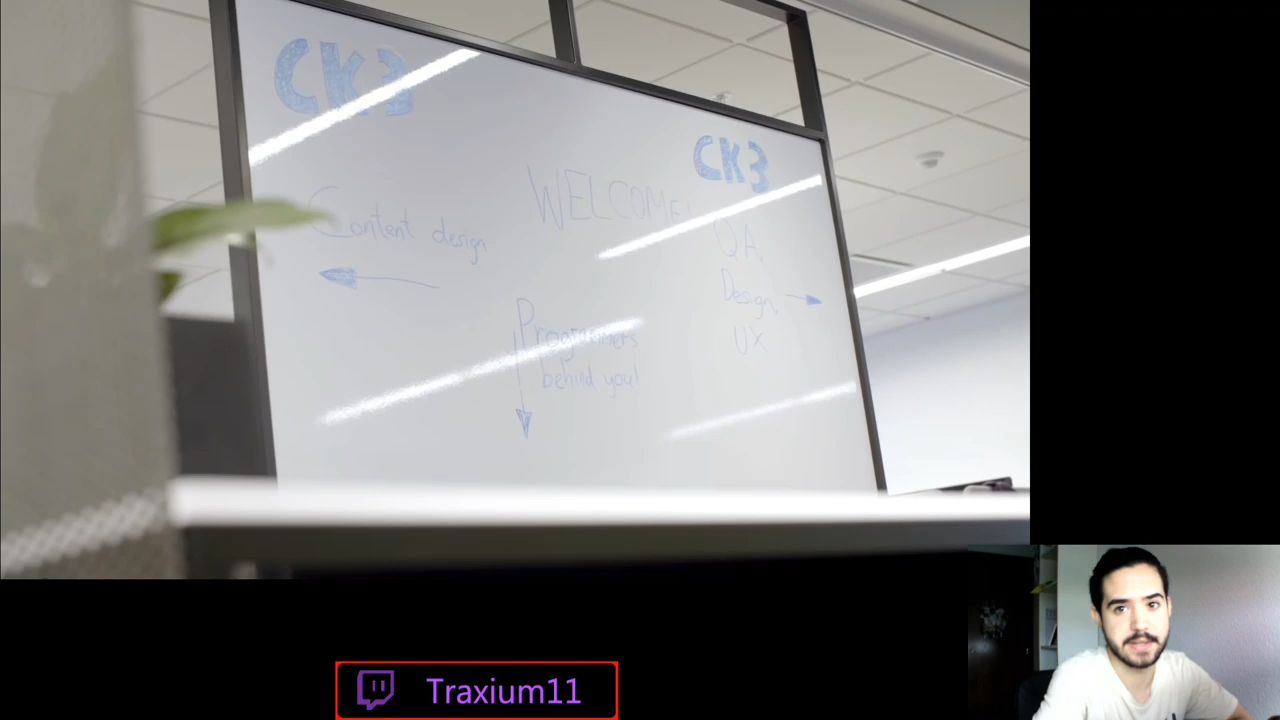 CK3
CK3
WELCOME!
Content design
QA
Design
UX
Programmers
behind you!
Traxium11